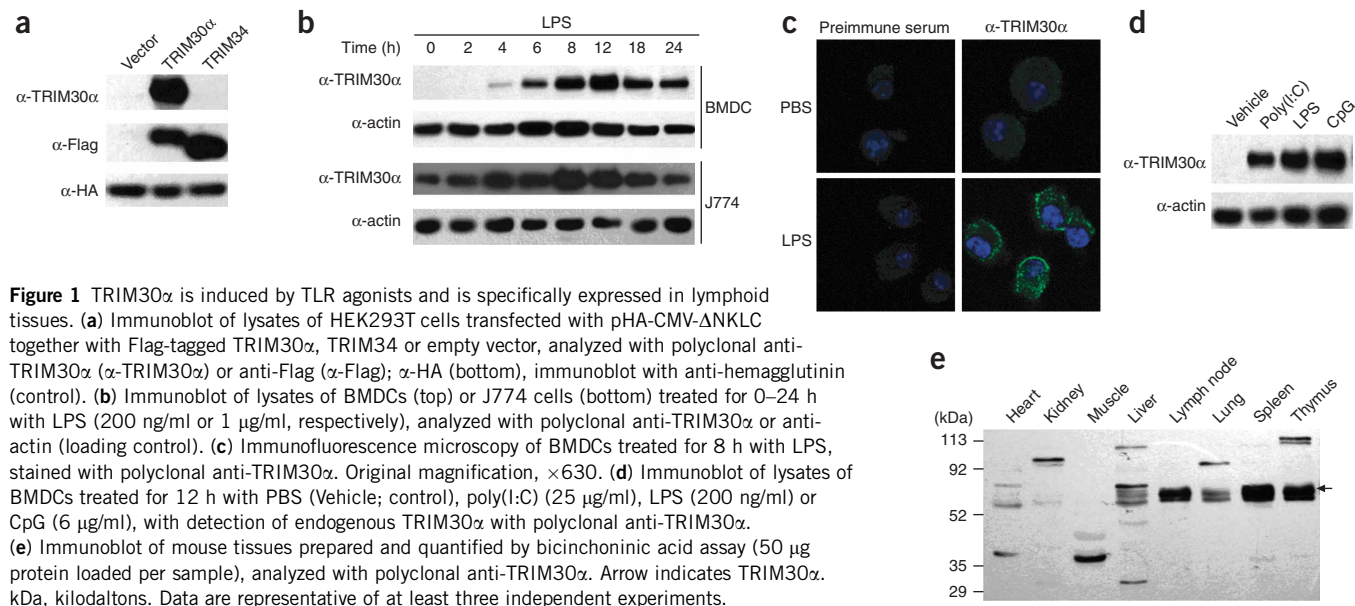 a
Vector
TRIM30α
TRIM34
α-TRIM30α
α-Flag
α-HA
b
LPS
Time (h) 0 2 4 6 8 12 18 24
α-TRIM30α
α-actin
BMDC
α-TRIM30α
α-actin
J774
c
Preimmune serum α-TRIM30α
PBS
LPS
d
Vehicle
Poly(I:C)
LPS
CpG
α-TRIM30α
α-actin
Figure 1 TRIM30α is induced by TLR agonists and is specifically expressed in lymphoid
tissues. (a) Immunoblot of lysates of HEK293T cells transfected with pHA-CMV-ΔNKLC
together with Flag-tagged TRIM30α, TRIM34 or empty vector, analyzed with polyclonal anti-
TRIM30α (α-TRIM30α) or anti-Flag (α-Flag); α-HA (bottom), immunoblot with anti-hemagglutinin
(control). (b) Immunoblot of lysates of BMDCs (top) or J774 cells (bottom) treated for 0–24 h
with LPS (200 ng/ml or 1 μg/ml, respectively), analyzed with polyclonal anti-TRIM30α or anti-
actin (loading control). (c) Immunofluorescence microscopy of BMDCs treated for 8 h with LPS,
stained with polyclonal anti-TRIM30α. Original magnification, ×630. (d) Immunoblot of lysates of
BMDCs treated for 12 h with PBS (Vehicle; control), poly(I:C) (25 μg/ml), LPS (200 ng/ml) or
CpG (6 μg/ml), with detection of endogenous TRIM30α with polyclonal anti-TRIM30α.
(e) Immunoblot of mouse tissues prepared and quantified by bicinchoninic acid assay (50 μg
protein loaded per sample), analyzed with polyclonal anti-TRIM30α. Arrow indicates TRIM30α.
kDa, kilodaltons. Data are representative of at least three independent experiments.
e
(kDa)
Heart
Kidney
Muscle
Liver
Lymph node
Lung
Spleen
Thymus
113
92
52
35
29